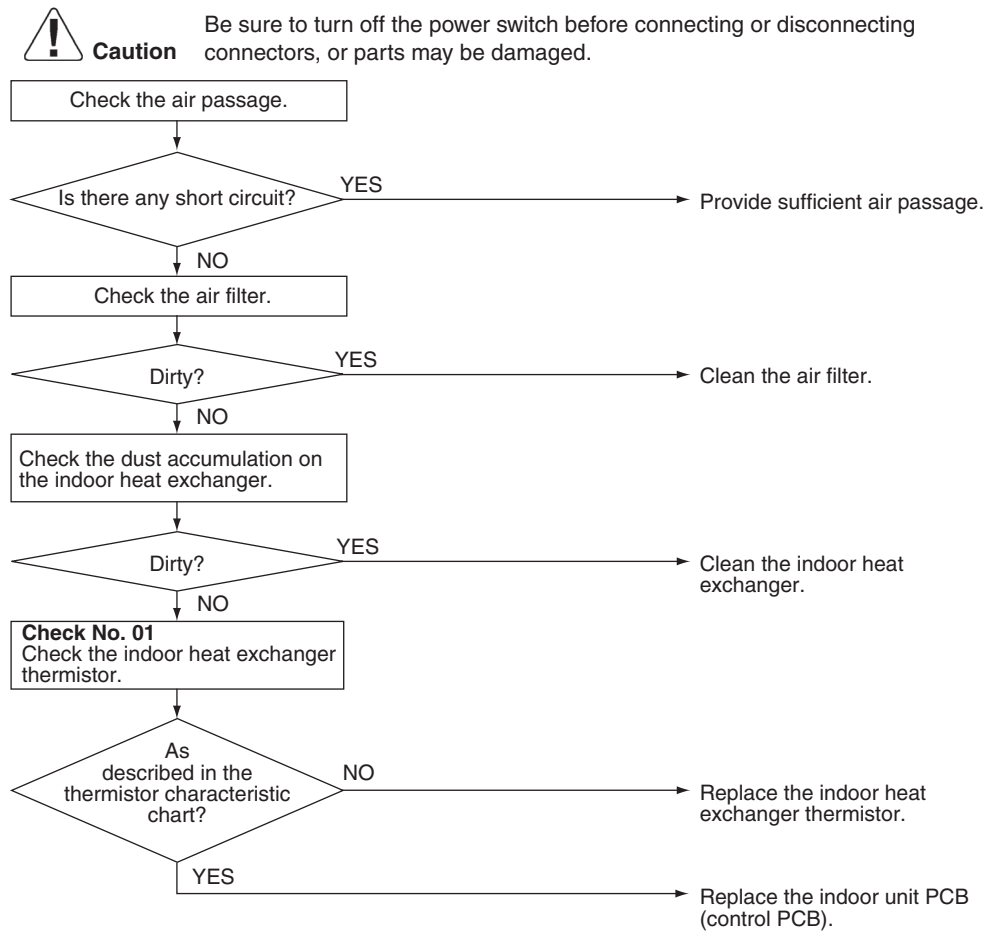 Be sure to turn off the power switch before connecting or disconnecting
Caution connectors, or parts may be damaged.
Check the air passage.
Is there any short circuit?
YES
Provide sufficient air passage.
NO
Check the air filter.
Dirty?
YES
Clean the air filter.
NO
Check the dust accumulation on
the indoor heat exchanger.
Dirty?
YES
Clean the indoor heat
exchanger.
NO
Check No. 01
Check the indoor heat exchanger
thermistor.
As
described in the
thermistor characteristic
chart?
NO
Replace the indoor heat
exchanger thermistor.
YES
Replace the indoor unit PCB
(control PCB).